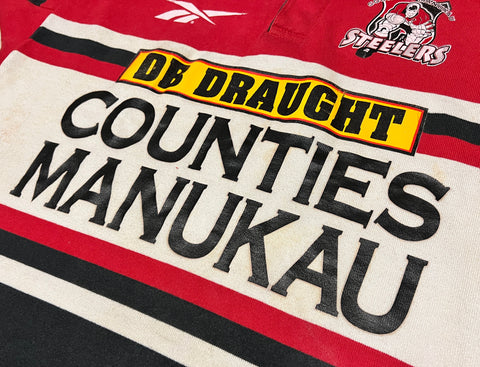 STEELERS
DB DRAUGHT
COUNTIES
MANUKAU